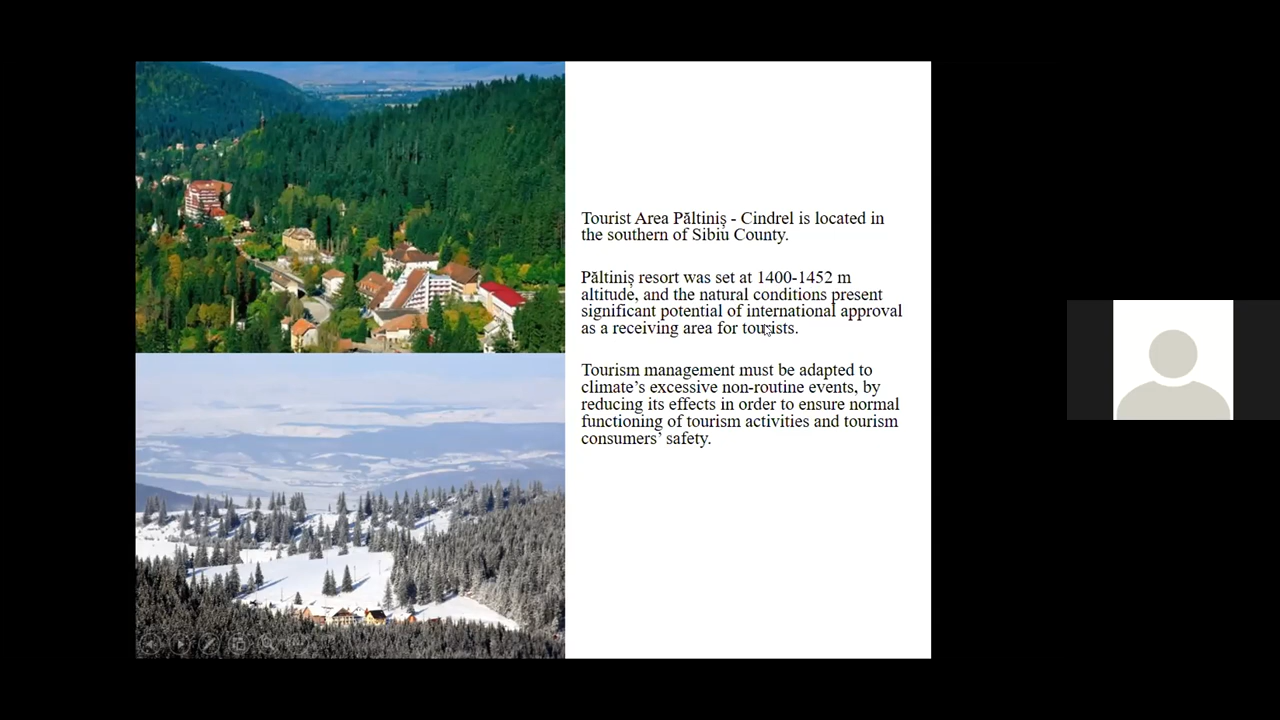 Tourist Area Păltiniş - Cindrel is located in
the southern of Sibiu County.
Păltiniş resort was set at 1400-1452 m
altitude, and the natural conditions present
significant potential of international approval
as a receiving area for tourists.
Tourism management must be adapted to
climate’s excessive non-routine events, by
reducing its effects in order to ensure normal
functioning of tourism activities and tourism
consumers’ safety.